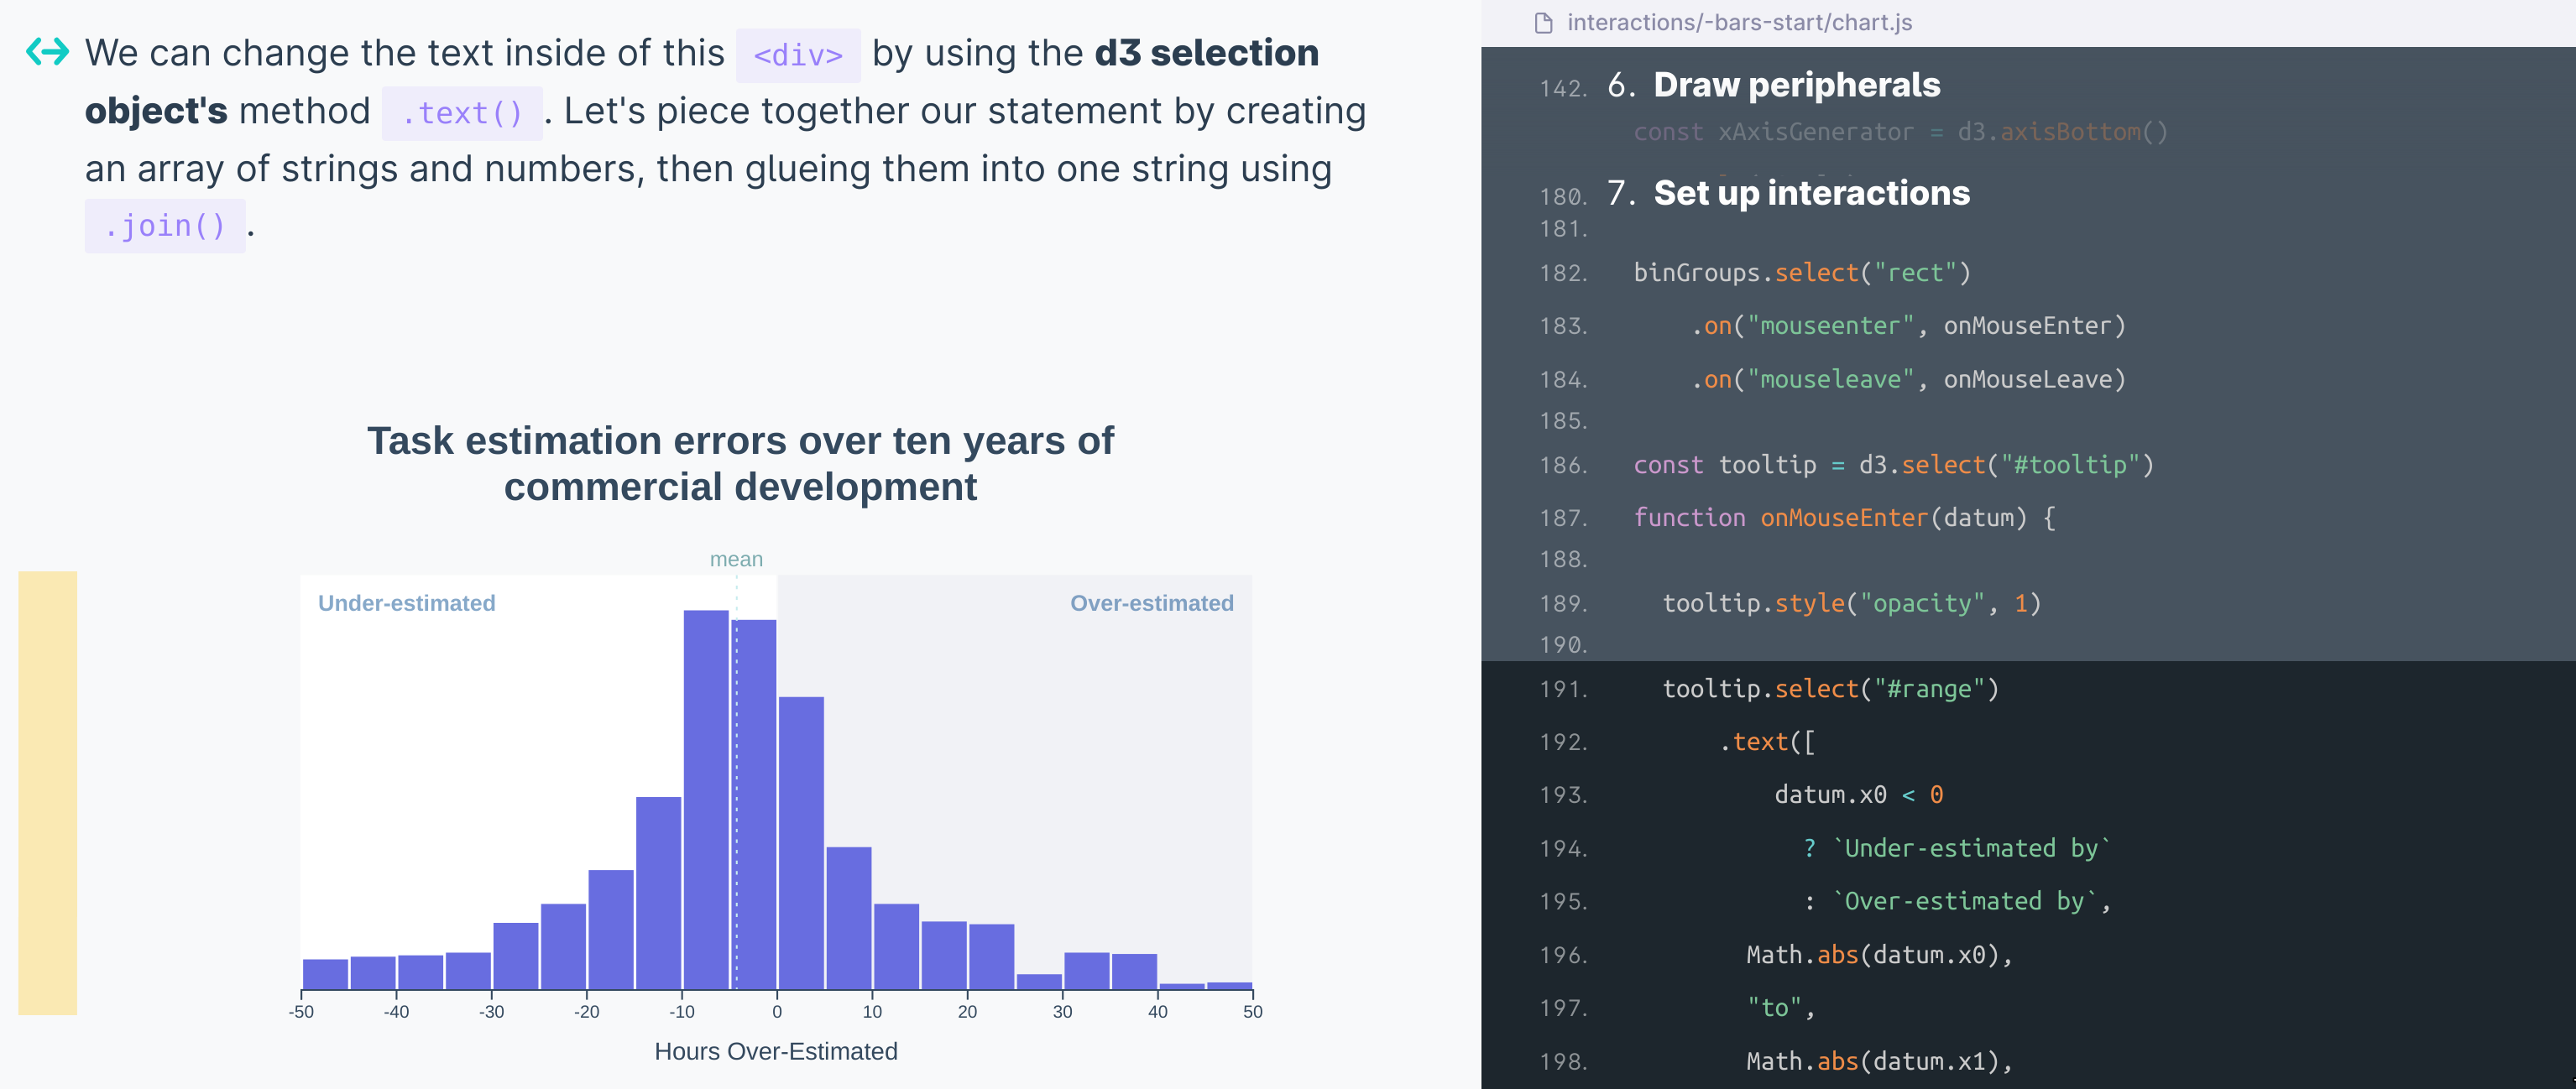 We can change the text inside of this <div> by using the d3 selection
object's method .text() . Let's piece together our statement by creating
an array of strings and numbers, then glueing them into one string using
.join() .
Task estimation errors over ten years of
commercial development
mean
Under-estimated
Over-estimated
-50 -40 -30 -20 -10 0 10 20 30 40 50
Hours Over-Estimated
interactions/-bars-start/chart.js
142. 6. Draw peripherals
const xAxisGenerator = d3.axisBottom()
180. 7. Set up interactions
181.
182. binGroups.select("rect")
183. .on("mouseenter", onMouseEnter)
184. .on("mouseleave", onMouseLeave)
185.
186. const tooltip = d3.select("#tooltip")
187. function onMouseEnter(datum) {
188.
189. tooltip.style("opacity", 1)
190.
191. tooltip.select("#range")
192. .text([
193. datum.x0 < 0
194. ? `Under-estimated by`
195. : `Over-estimated by`,
196. Math.abs(datum.x0),
197. "to",
198. Math.abs(datum.x1),